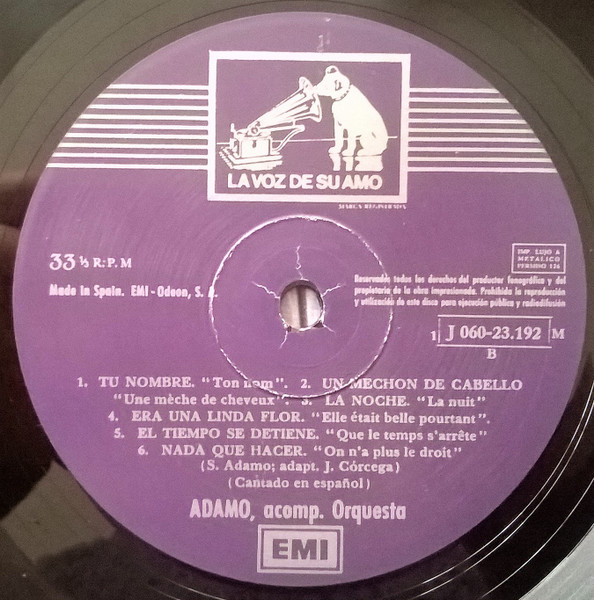 LA VOZ DE SU AMO
MARCA REGISTRADA
33 ⅓ R.P.M
Made in Spain. EMI-Odeon, S. A.
IMP. LUJO A
METALICO
PERMISO 136
Reservados todos los derechos del productor fonográfico y del
propietario de la obra impresionada. Prohibida la reproducción
y utilización de este disco para ejecución pública y radiodifusión
1 J 060-23.192 M
B
1. TU NOMBRE. “Ton nom”. 2. UN MECHON DE CABELLO
“Une mèche de cheveux”. 3. LA NOCHE. “La nuit”
4. ERA UNA LINDA FLOR. “Elle était belle pourtant”.
5. EL TIEMPO SE DETIENE. “Que le temps s'arrête”
6. NADA QUE HACER. “On n'a plus le droit”
(S. Adamo; adapt. J. Córcega)
(Cantado en español)
ADAMO, acomp. Orquesta
EMI